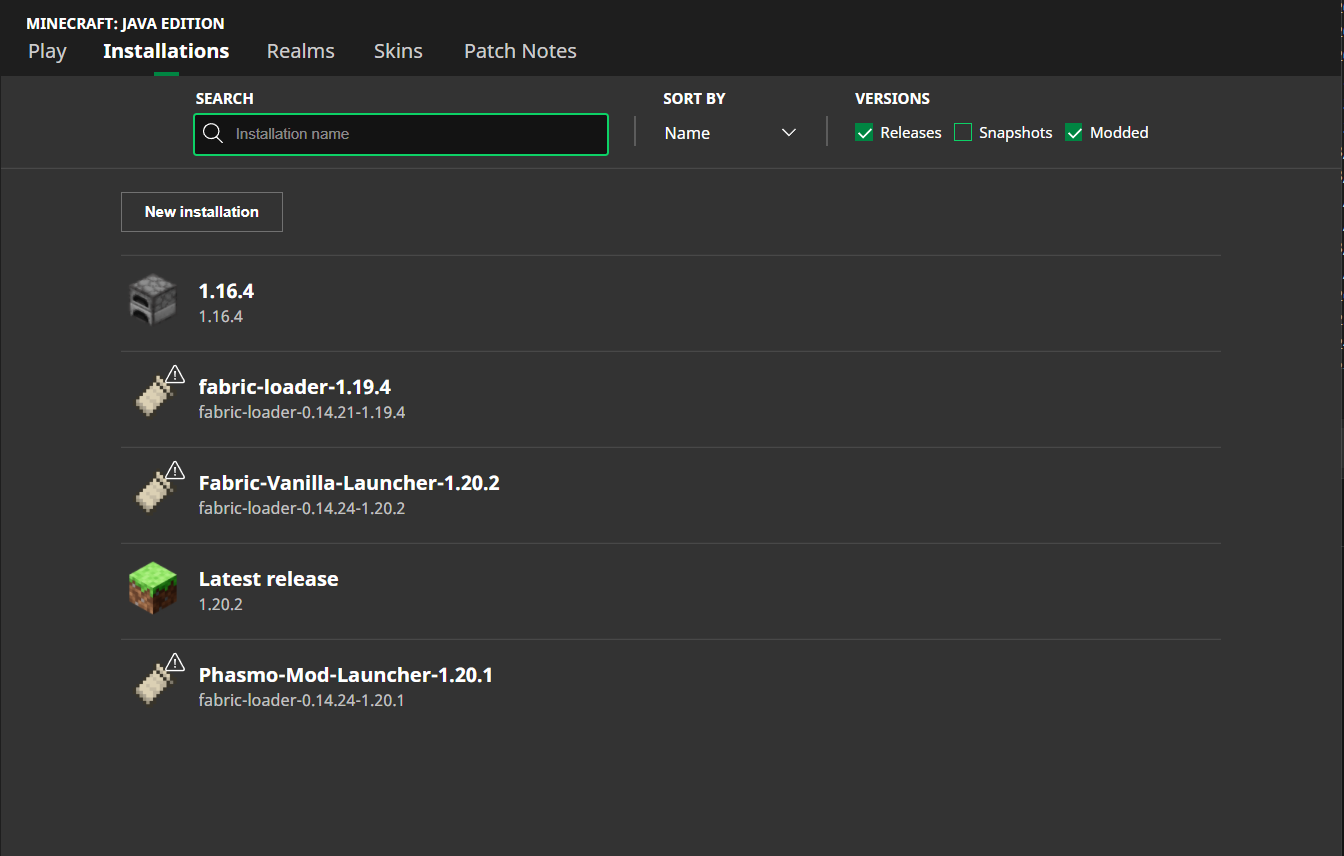 MINECRAFT: JAVA EDITION
Play Installations Realms Skins Patch Notes
SEARCH SORT BY VERSIONS
Installation name Name Releases Snapshots Modded
New installation
1.16.4
1.16.4
fabric-loader-1.19.4
fabric-loader-0.14.21-1.19.4
Fabric-Vanilla-Launcher-1.20.2
fabric-loader-0.14.24-1.20.2
Latest release
1.20.2
Phasmo-Mod-Launcher-1.20.1
fabric-loader-0.14.24-1.20.1